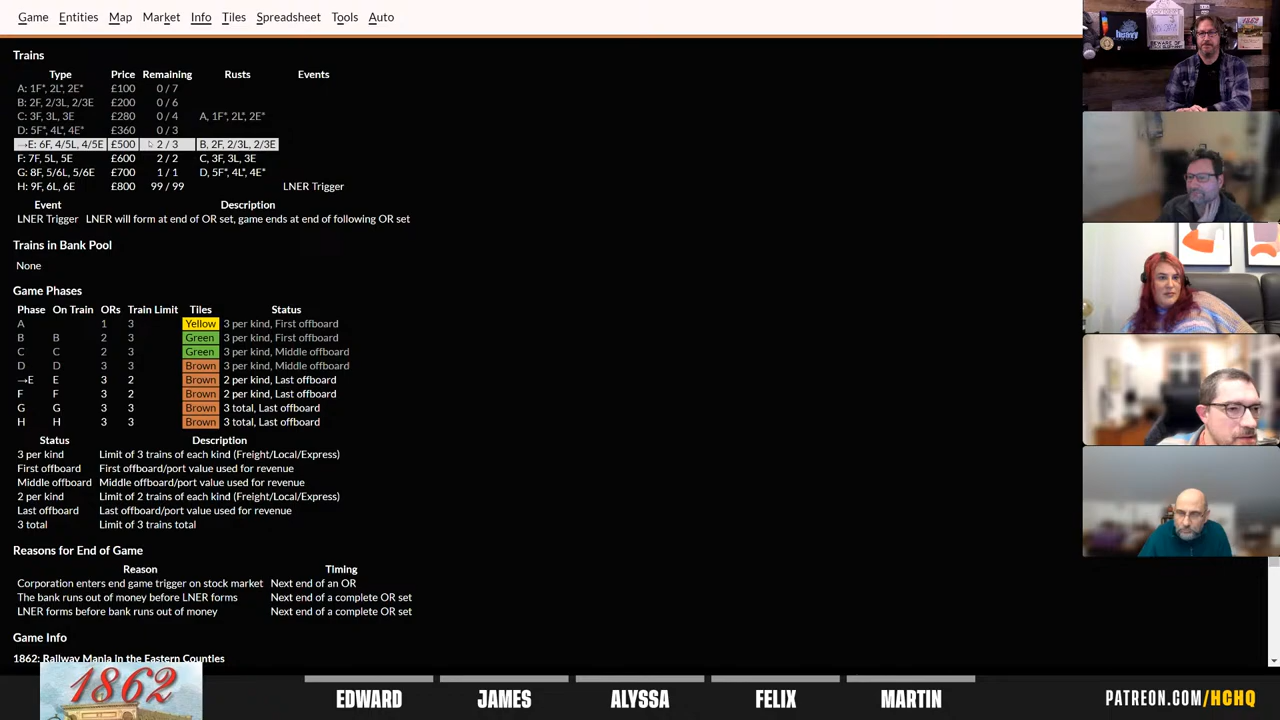 Game Entities Map Market Info Tiles Spreadsheet Tools Auto
Trains
Type Price Remaining Rusts Events
A: 1F*, 2L*, 2E* £100 0 / 7
B: 2F, 2/3L, 2/3E £200 0 / 6
C: 3F, 3L, 3E £280 0 / 4 A, 1F*, 2L*, 2E*
D: 5F*, 4L*, 4E* £360 0 / 3
→E: 6F, 4/5L, 4/5E £500 2 / 3 B, 2F, 2/3L, 2/3E
F: 7F, 5L, 5E £600 2 / 2 C, 3F, 3L, 3E
G: 8F, 5/6L, 5/6E £700 1 / 1 D, 5F*, 4L*, 4E*
H: 9F, 6L, 6E £800 99 / 99 LNER Trigger
Event Description
LNER Trigger LNER will form at end of OR set, game ends at end of following OR set
Trains in Bank Pool
None
Game Phases
Phase On Train ORs Train Limit Tiles Status
A 1 3 Yellow 3 per kind, First offboard
B B 2 3 Green 3 per kind, First offboard
C C 2 3 Green 3 per kind, Middle offboard
D D 3 3 Brown 3 per kind, Middle offboard
→E E 3 2 Brown 2 per kind, Last offboard
F F 3 2 Brown 2 per kind, Last offboard
G G 3 3 Brown 3 total, Last offboard
H H 3 3 Brown 3 total, Last offboard
Status Description
3 per kind Limit of 3 trains of each kind (Freight/Local/Express)
First offboard First offboard/port value used for revenue
Middle offboard Middle offboard/port value used for revenue
2 per kind Limit of 2 trains of each kind (Freight/Local/Express)
Last offboard Last offboard/port value used for revenue
3 total Limit of 3 trains total
Reasons for End of Game
Reason Timing
Corporation enters end game trigger on stock market Next end of an OR
The bank runs out of money before LNER forms Next end of a complete OR set
LNER forms before bank runs out of money Next end of a complete OR set
Game Info
1862: Railway Mania in the Eastern Counties
1862
EDWARD JAMES ALYSSA FELIX MARTIN
PATREON.COM/HCHQ